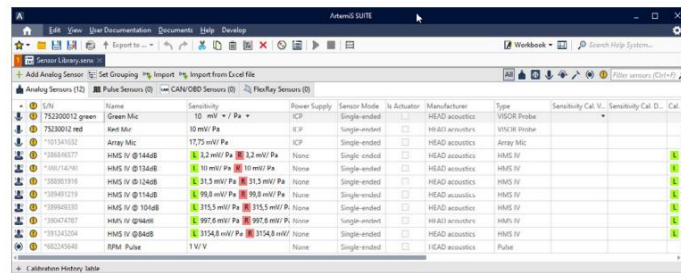 ArtemiS SUITE
Edit View User Documentation Documents Help Develop
Export to ... Workbook Search Help System...
1 Sensor Library.sens
+ Add Analog Sensor Set Grouping Import Import from Excel file All Filter sensors (Ctrl+F)
Analog Sensors (12) Pulse Sensors (0) CAN/OBD Sensors (0) FlexRay Sensors (0)
S/N Name Sensitivity Power Supply Sensor Mode Is Actuator Manufacturer Type Sensitivity Cal. V... Sensitivity Cal. D... Cal.
752300012 green Green Mic 10 mV / Pa ICP Single-ended HEAD acoustics VISOR Probe
75230012 red Red Mic 10 mV/ Pa ICP Single-ended HEAD acoustics VISOR Probe
Array Mic 17,75 mV/ Pa ICP Single-ended HEAD acoustics
HMS IV @144dB L 3,2 mV/ Pa R 3,2 mV/ Pa None Single-ended HEAD acoustics HMS IV L
HMS IV @134dB L 10 mV/ Pa R 10 mV/ Pa None Single-ended HEAD acoustics HMS IV L
HMS IV @124dB L 31,5 mV/ Pa R 31,5 mV/ Pa None Single-ended HEAD acoustics HMS IV L
HMS IV @114dB L 99,8 mV/ Pa R 99,8 mV/ Pa None Single-ended HEAD acoustics HMS IV L
HMS IV @ 104dB L 315,5 mV/ Pa R 315,5 mV/ P. None Single-ended HEAD acoustics HMS IV L
HMS IV @94dB L 997,6 mV/ Pa R 997,6 mV/ P. None Single-ended HEAD acoustics HMS IV L
*391245204 HMS IV @84dB L 3154,8 mV/ Pa R 3154,8 mV/ None Single-ended HEAD acoustics HMS IV L
*682245648 RPM Pulse 1 V/ V None Single-ended HEAD acoustics Pulse
+ Calibration History Table